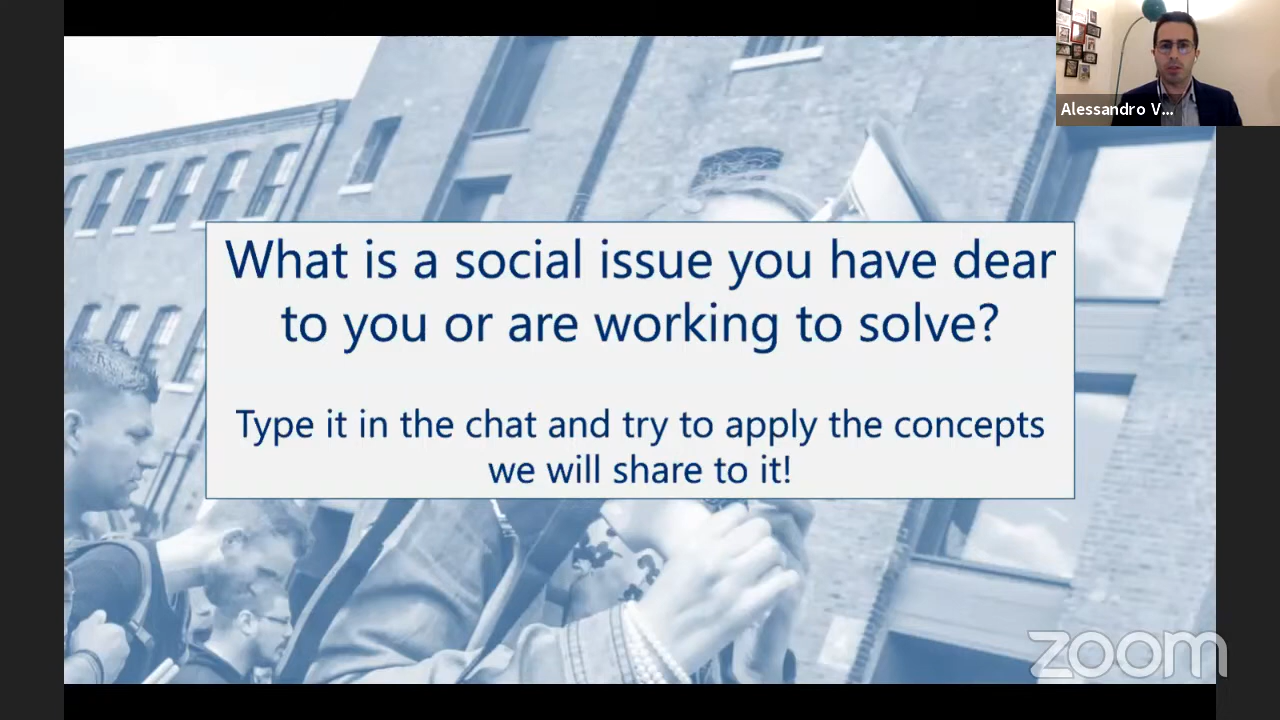 Alessandro V...
What is a social issue you have dear
to you or are working to solve?
Type it in the chat and try to apply the concepts
we will share to it!
zoom